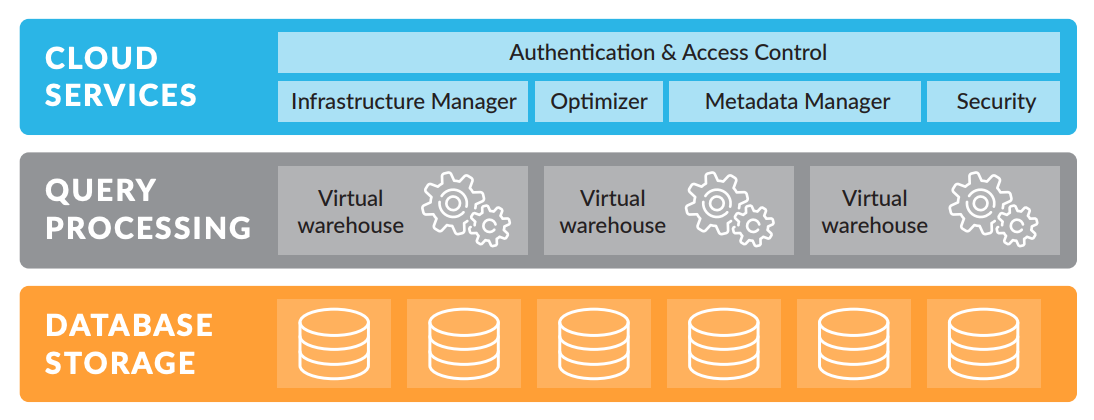 CLOUD
SERVICES
Authentication & Access Control
Infrastructure Manager
Optimizer
Metadata Manager
Security
QUERY
PROCESSING
Virtual
warehouse
Virtual
warehouse
Virtual
warehouse
DATABASE
STORAGE